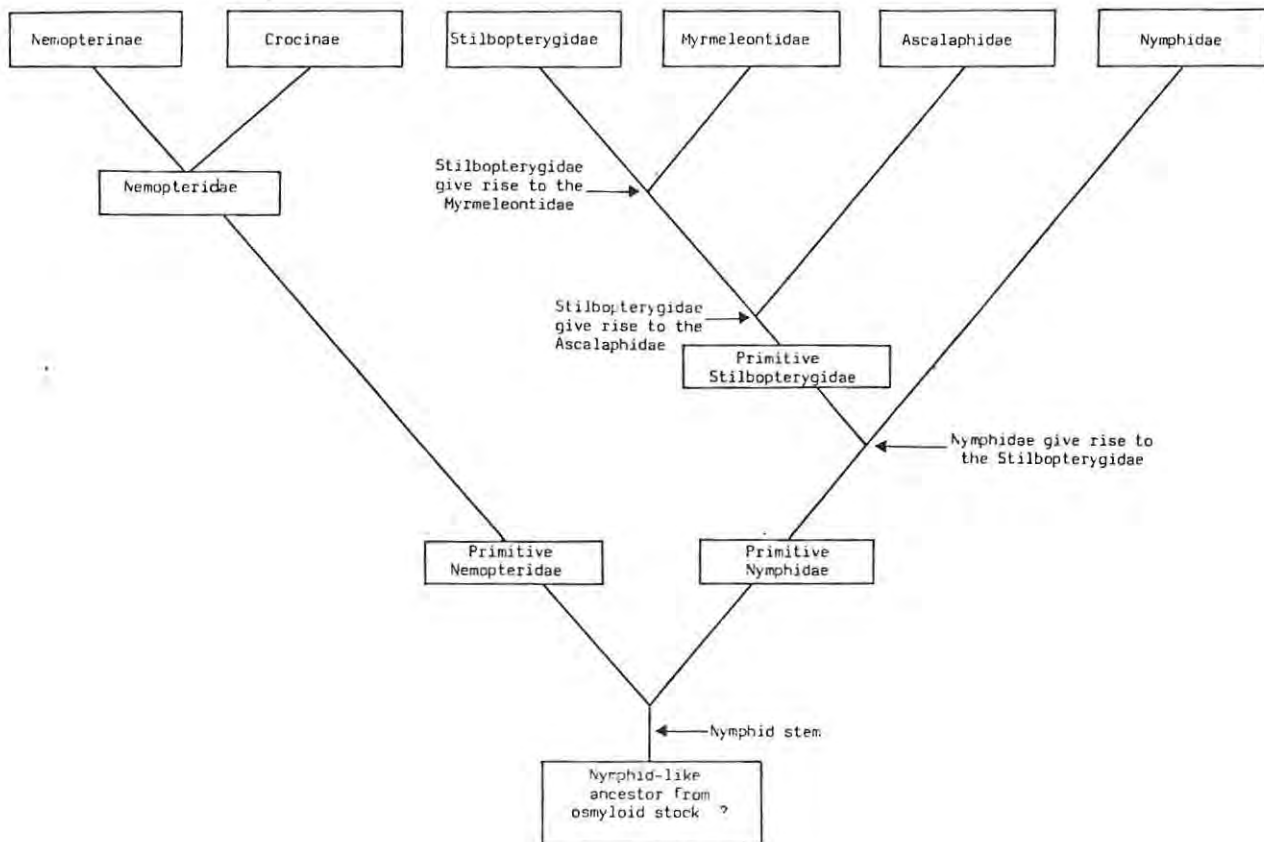 Nemopterinae
Crocinae
Stilbopterygidae
Myrmeleontidae
Ascalaphidae
Nymphidae
Stilbopterygidae
give rise to the
Myrmeleontidae
Nemopteridae
Stilbopterygidae
give rise to the
Ascalaphidae
Primitive
Stilbopterygidae
Nymphidae give rise to
the Stilbopterygidae
Primitive
Nemopteridae
Primitive
Nymphidae
Nymphid stem
Nymphid-like
ancestor from
osmyloid stock ?